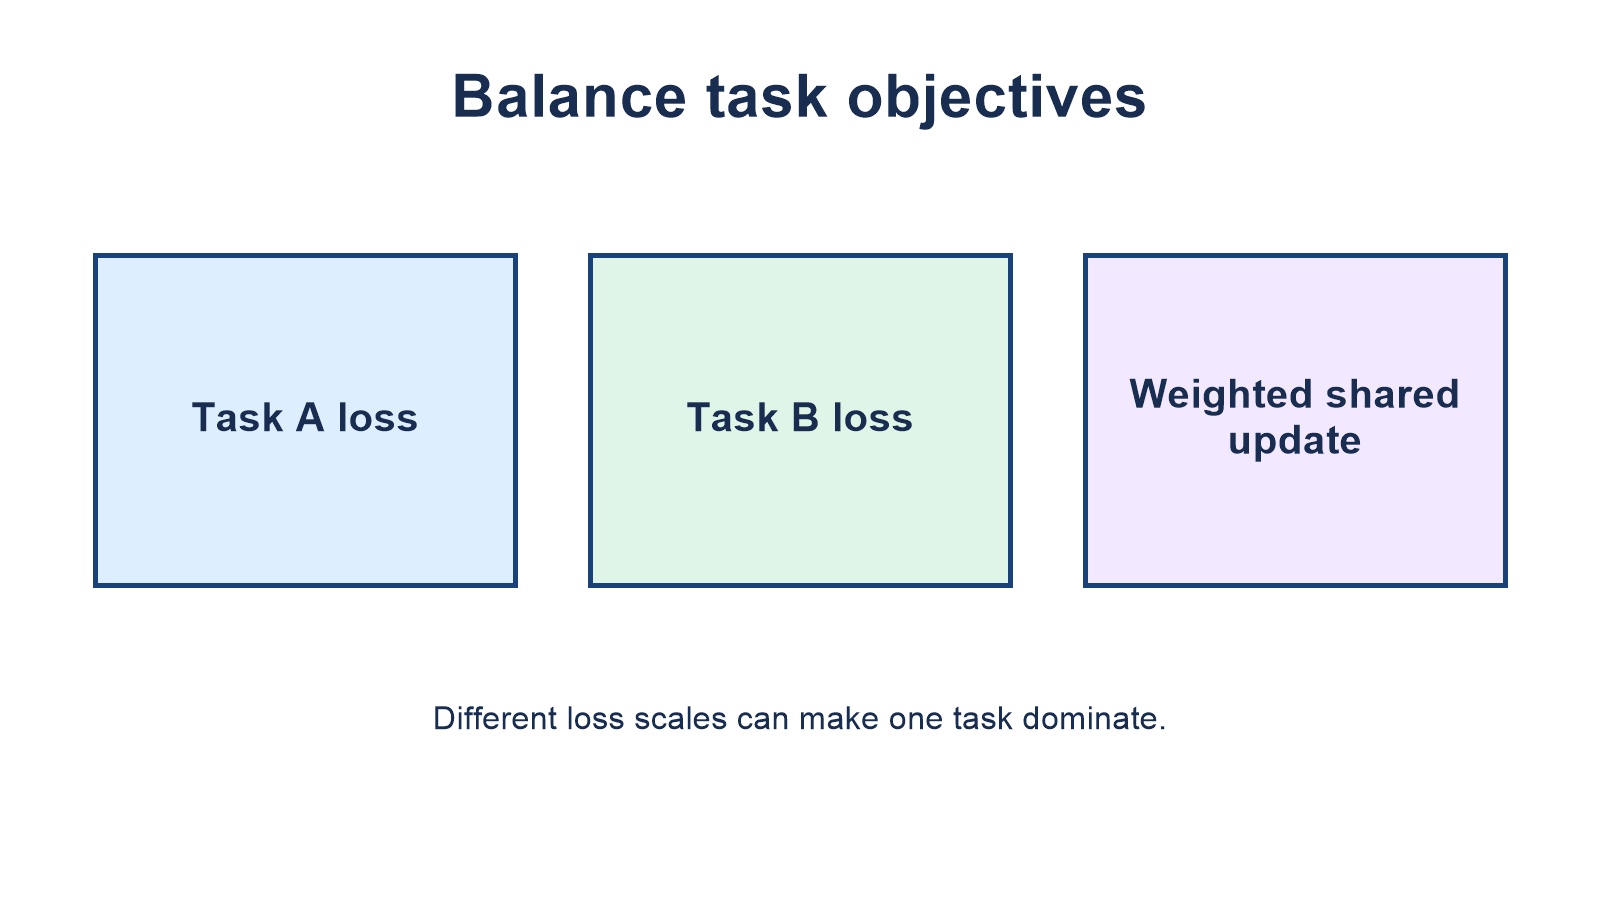 Balance task objectives
Task A loss
Task B loss
Weighted shared
update
Different loss scales can make one task dominate.